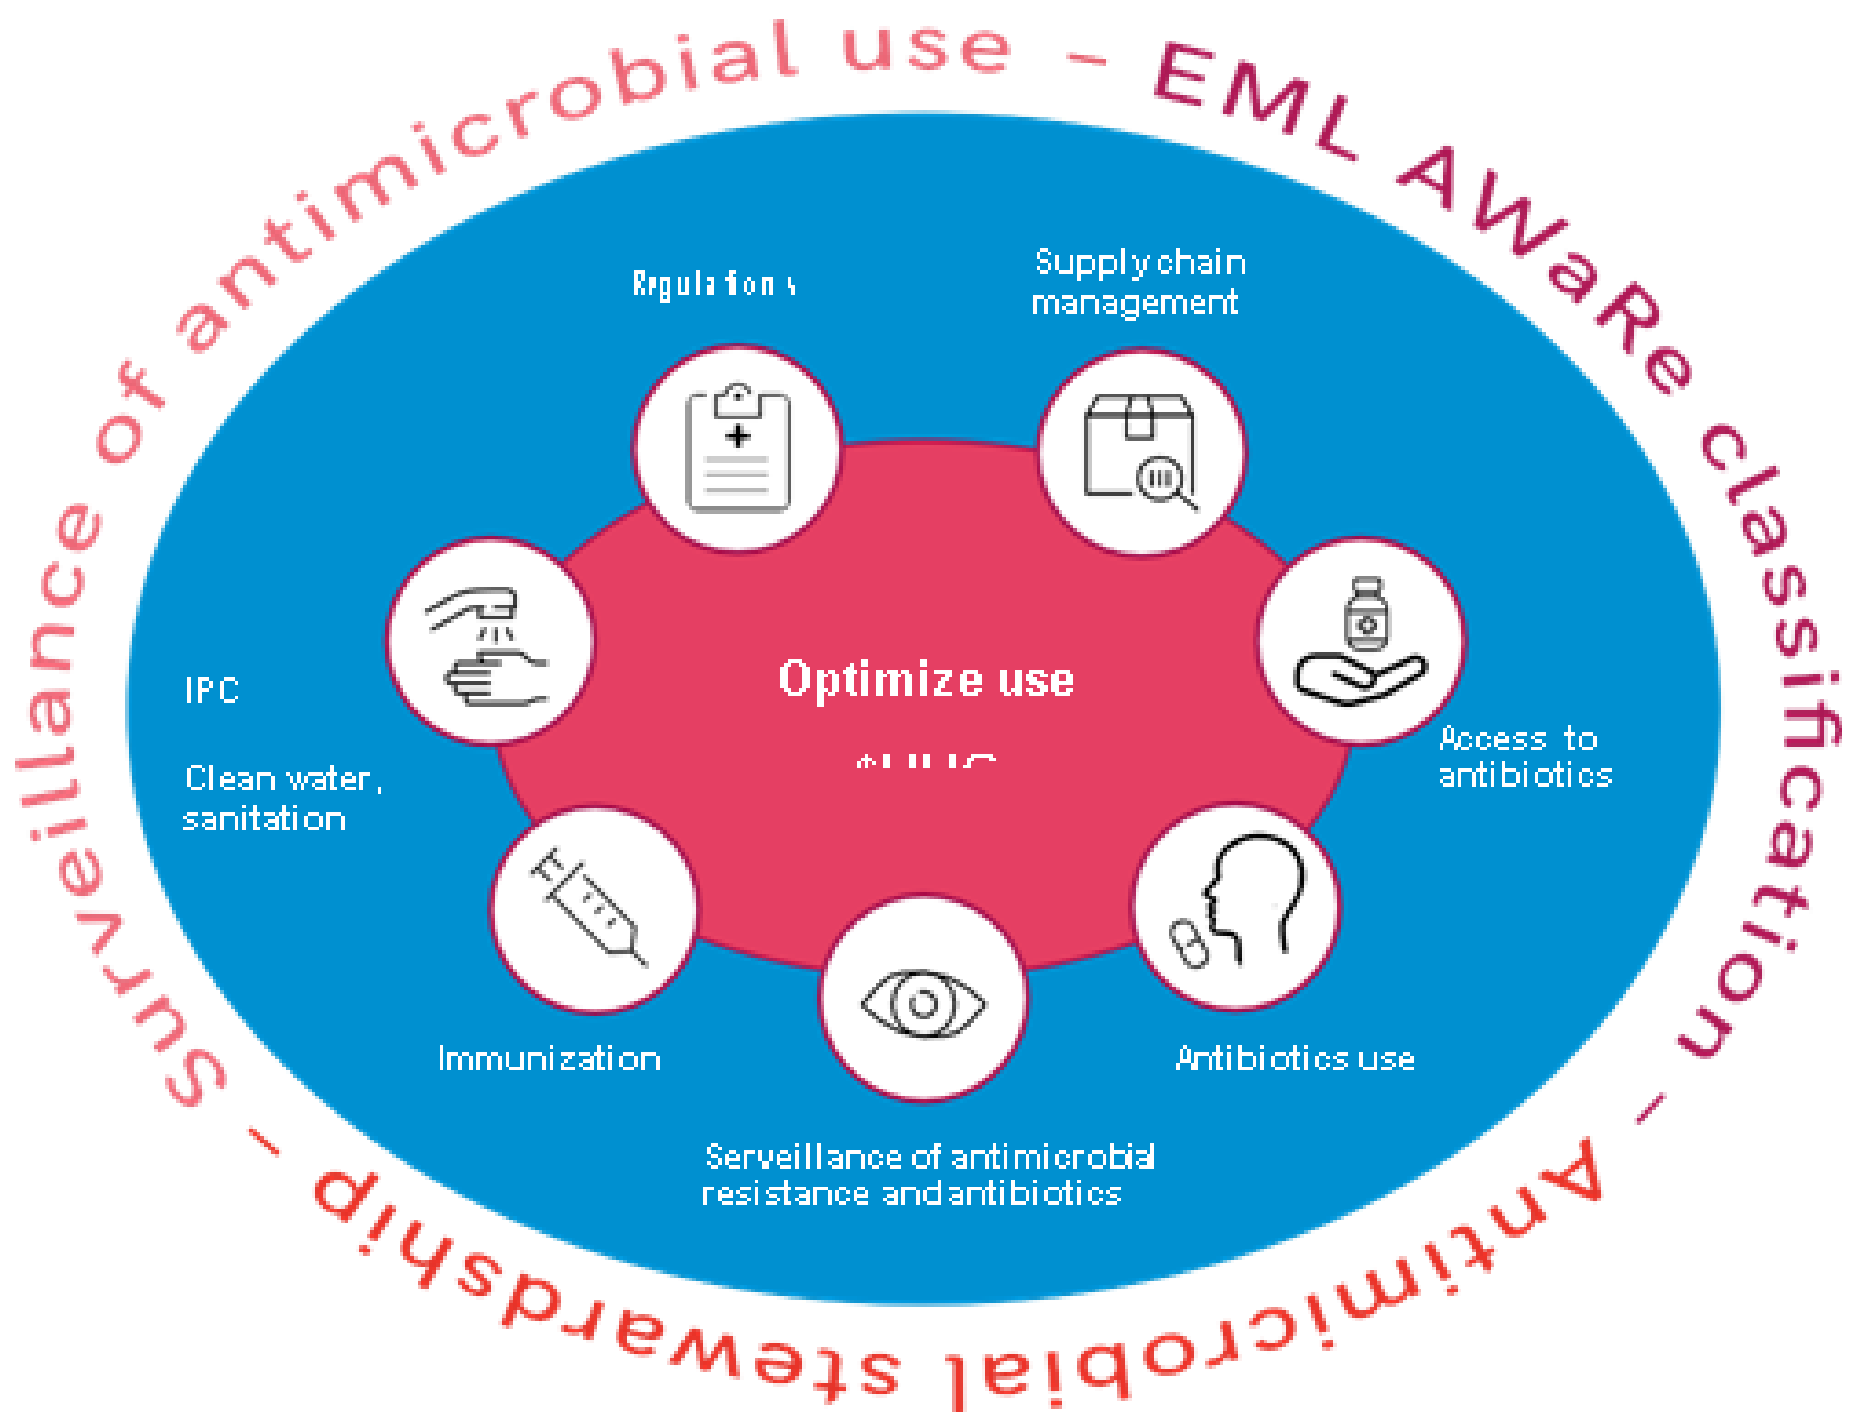 Surveillance of antimicrobial use –
EML AWaRe classification –
Antimicrobial stewardship –
Regulations
Supply chain
management
Access to
antibiotics
Antibiotics use
Serveillance of antimicrobial
resistance and antibiotics
Immunization
IPC
Clean water,
sanitation
Optimize use